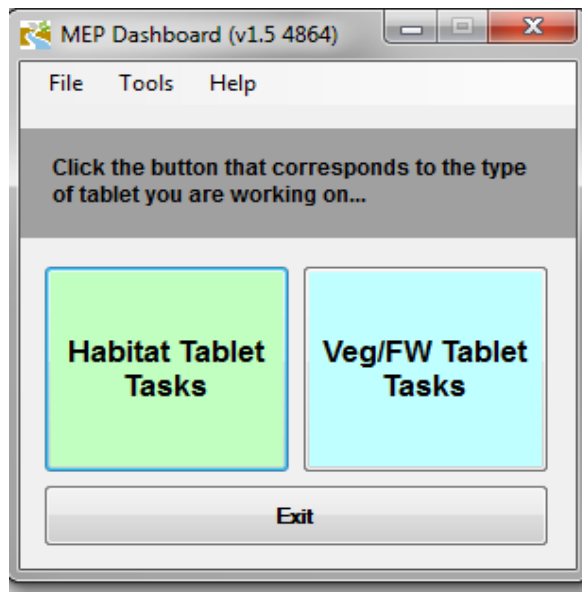 MEP Dashboard (v1.5 4864)
File Tools Help
Click the button that corresponds to the type
of tablet you are working on...
Habitat Tablet
Tasks
Veg/FW Tablet
Tasks
Exit